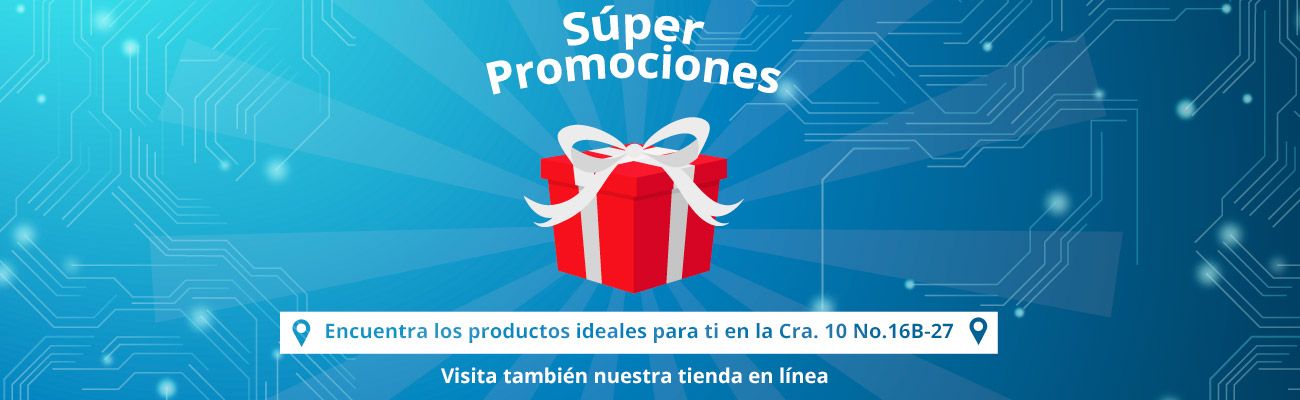 Súper
Promociones
Encuentra los productos ideales para ti en la Cra. 10 No.16B-27
Visita también nuestra tienda en línea